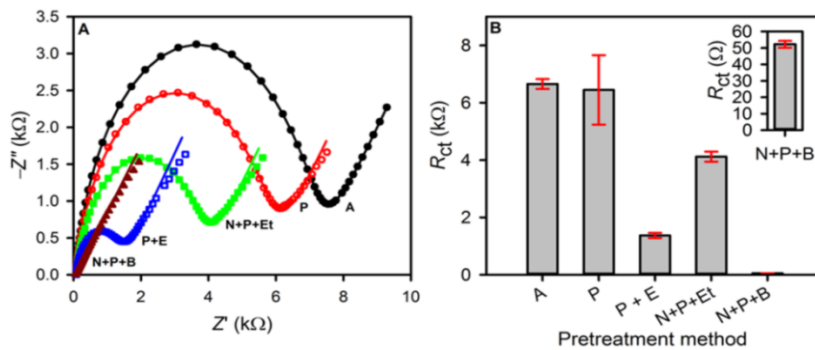 A
3.5
3.0
2.5
2.0
1.5
1.0
0.5
0.0
–Z″ (kΩ)
N+P+B
P+E
N+P+Et
P
A
0 2 4 6 8 10
Z′ (kΩ)
B
8
6
4
2
0
Rct (kΩ)
A P P + E N+P+Et N+P+B
Pretreatment method
60
50
40
30
20
10
0
Rct (Ω)
N+P+B